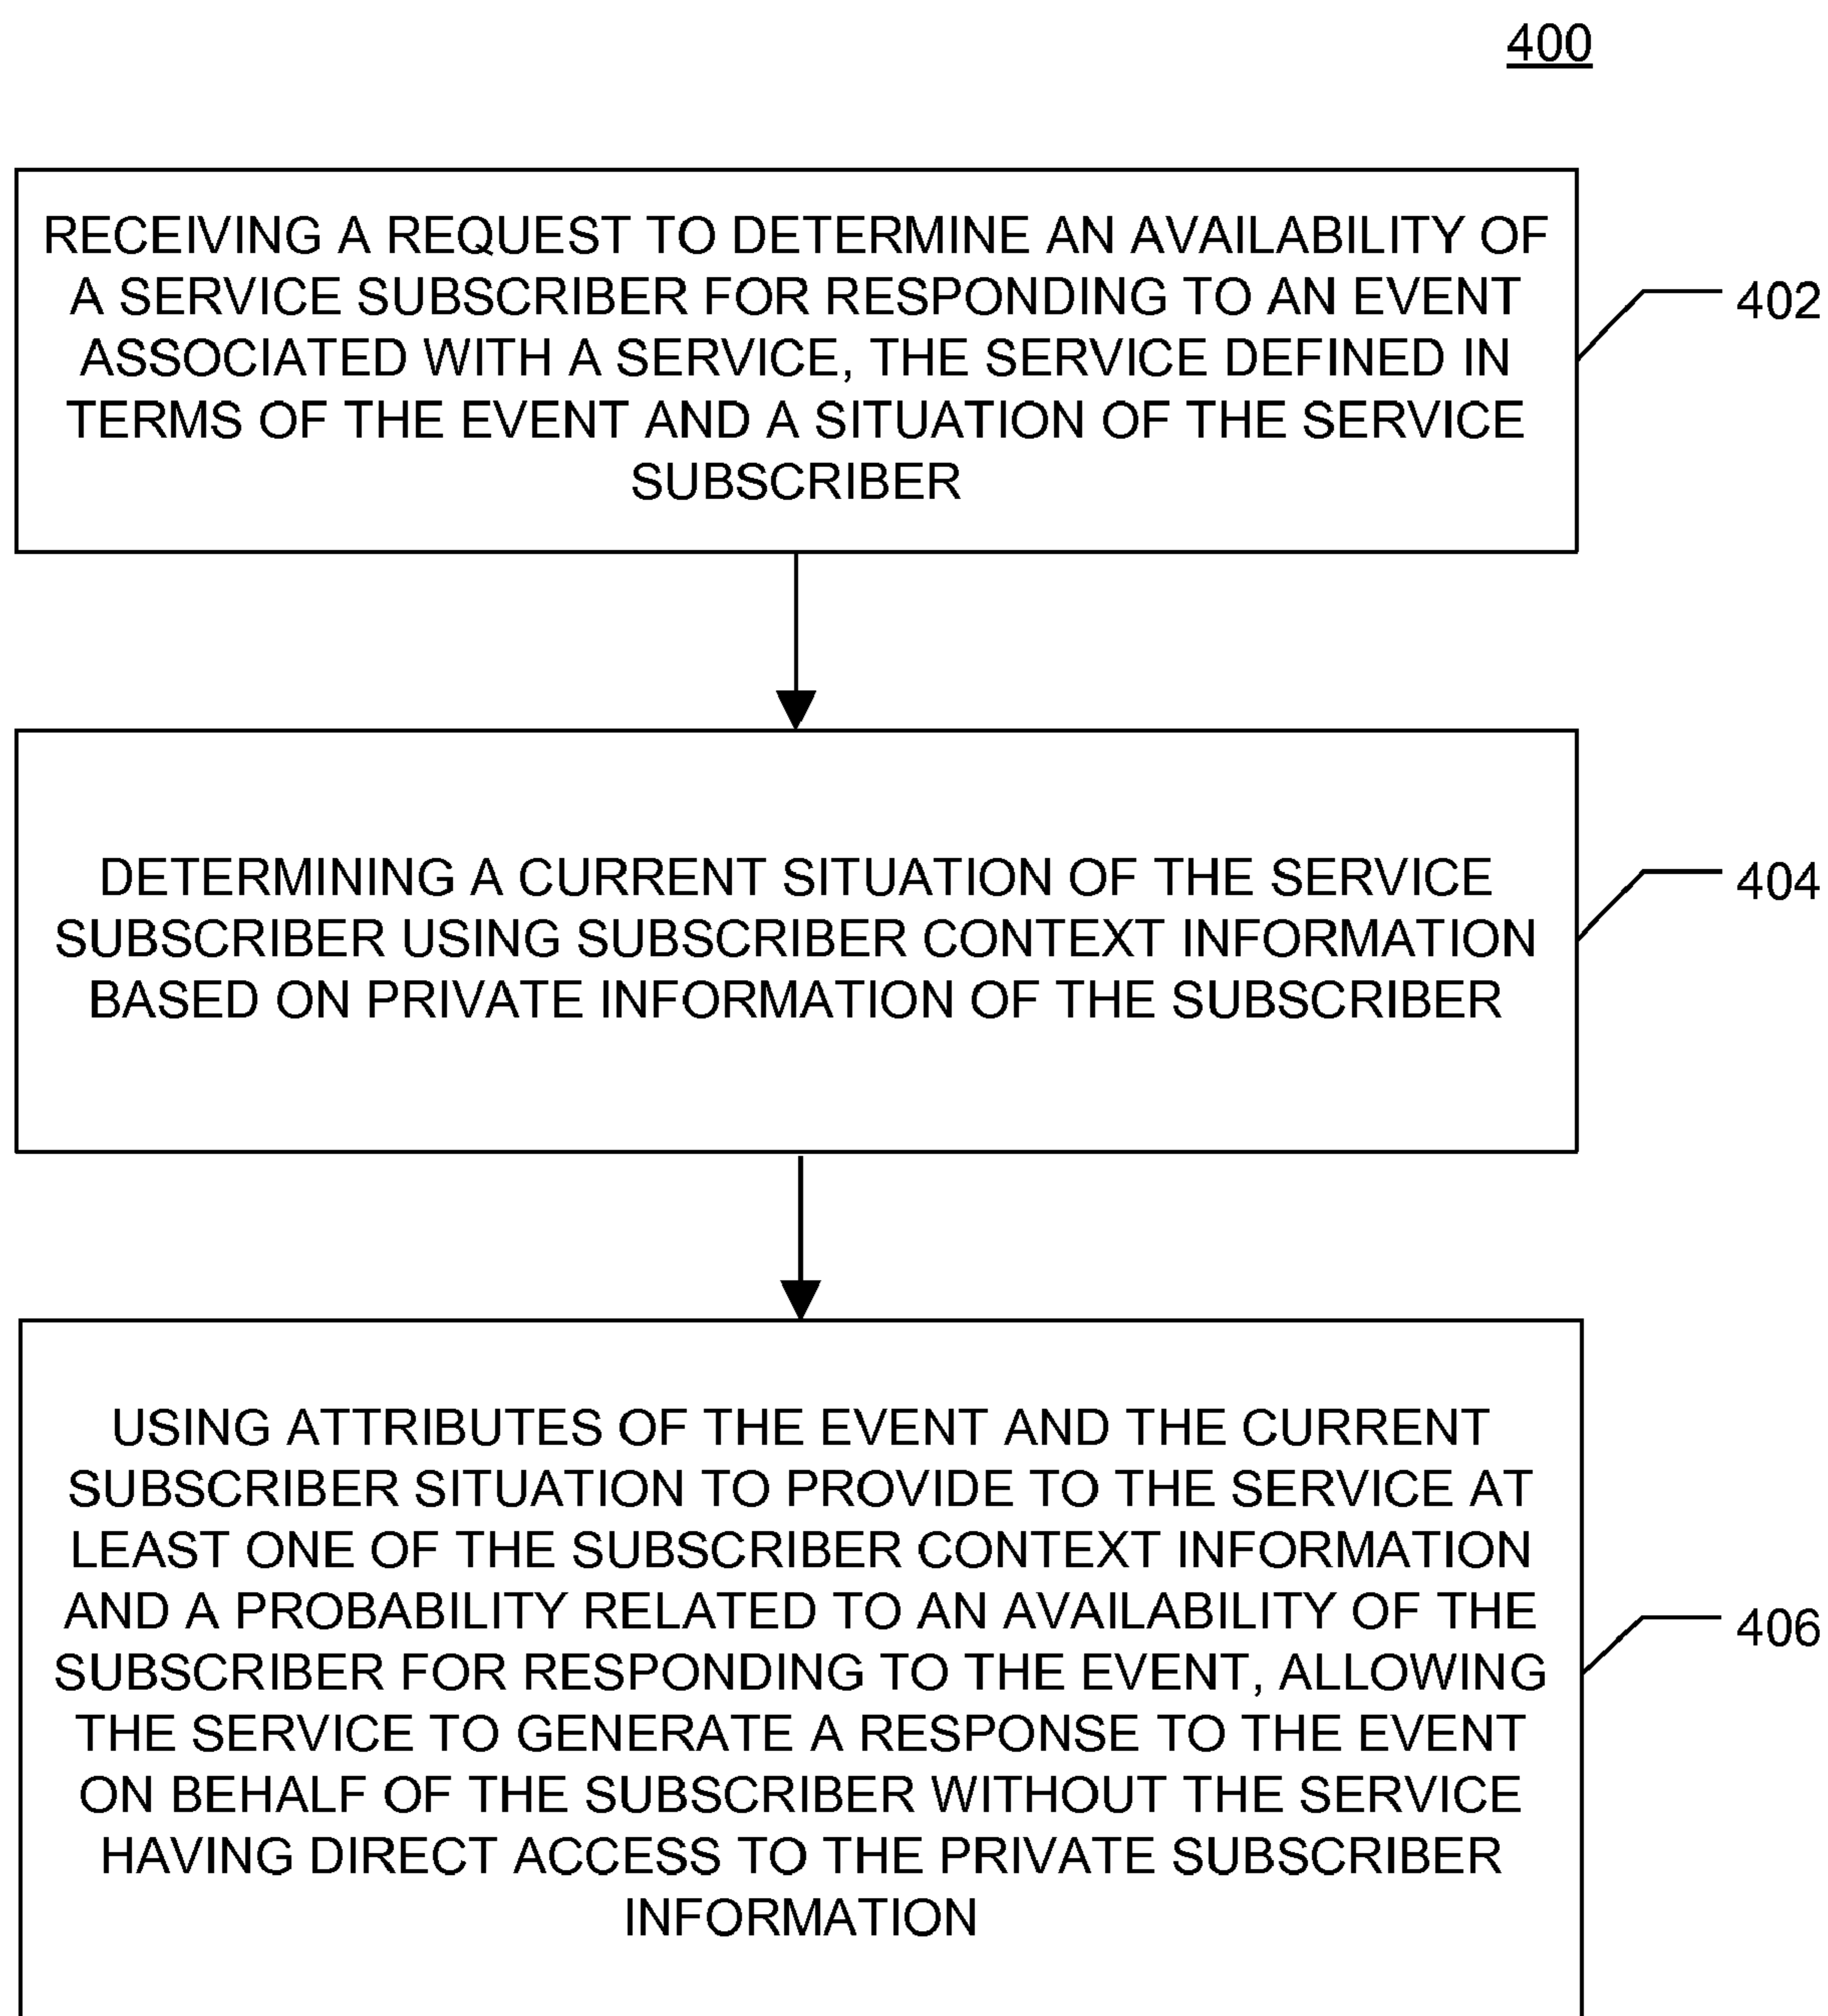 400
RECEIVING A REQUEST TO DETERMINE AN AVAILABILITY OF
A SERVICE SUBSCRIBER FOR RESPONDING TO AN EVENT
ASSOCIATED WITH A SERVICE, THE SERVICE DEFINED IN
TERMS OF THE EVENT AND A SITUATION OF THE SERVICE
SUBSCRIBER
402
DETERMINING A CURRENT SITUATION OF THE SERVICE
SUBSCRIBER USING SUBSCRIBER CONTEXT INFORMATION
BASED ON PRIVATE INFORMATION OF THE SUBSCRIBER
404
USING ATTRIBUTES OF THE EVENT AND THE CURRENT
SUBSCRIBER SITUATION TO PROVIDE TO THE SERVICE AT
LEAST ONE OF THE SUBSCRIBER CONTEXT INFORMATION
AND A PROBABILITY RELATED TO AN AVAILABILITY OF THE
SUBSCRIBER FOR RESPONDING TO THE EVENT, ALLOWING
THE SERVICE TO GENERATE A RESPONSE TO THE EVENT
ON BEHALF OF THE SUBSCRIBER WITHOUT THE SERVICE
HAVING DIRECT ACCESS TO THE PRIVATE SUBSCRIBER
INFORMATION
406